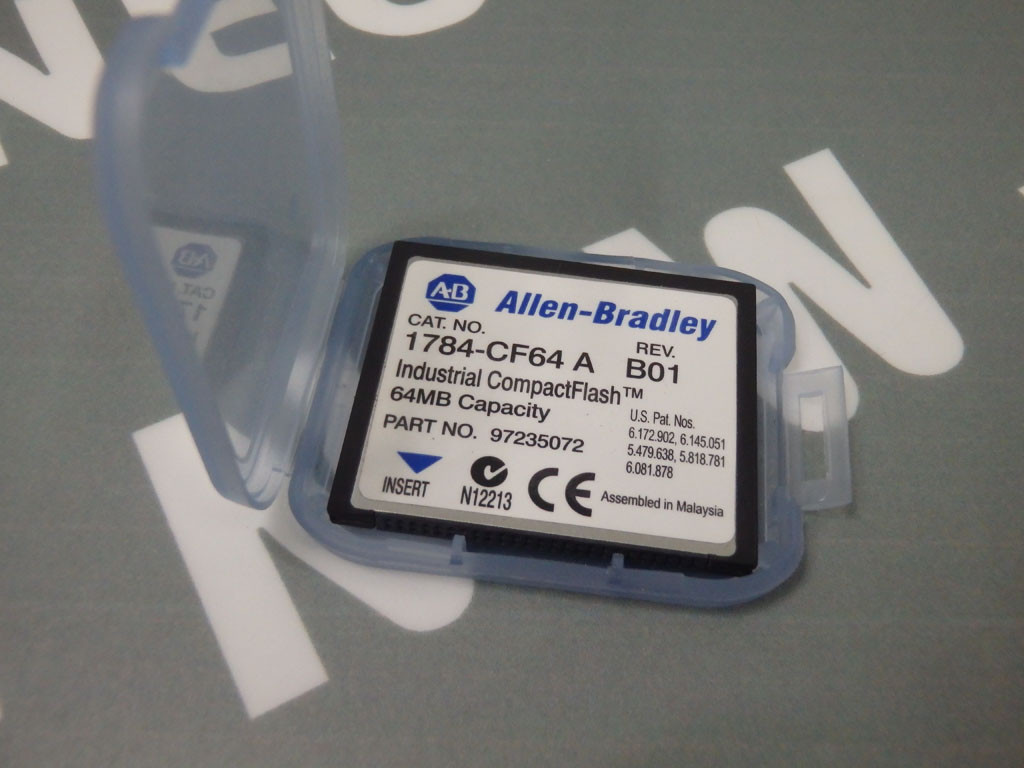 A-B Allen-Bradley
CAT. NO. REV.
1784-CF64 A B01
Industrial CompactFlash™
64MB Capacity
PART NO. 97235072
U.S. Pat. Nos.
6.172.902, 6.145.051
5.479.638, 5.818.781
6.081.878
INSERT N12213 CE Assembled in Malaysia